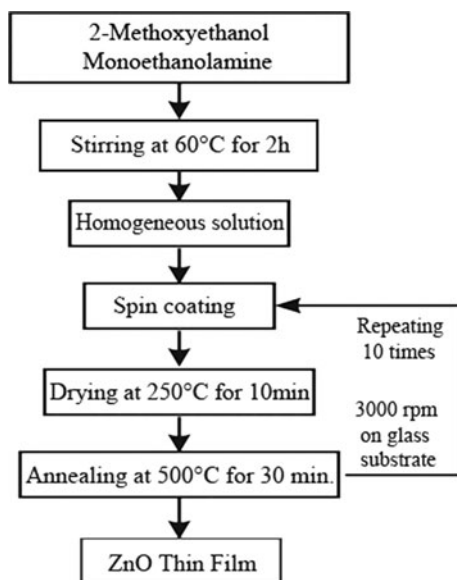 2-Methoxyethanol
Monoethanolamine
Stirring at 60°C for 2h
Homogeneous solution
Spin coating
Repeating
10 times
Drying at 250°C for 10min
3000 rpm
on glass
substrate
Annealing at 500°C for 30 min.
ZnO Thin Film